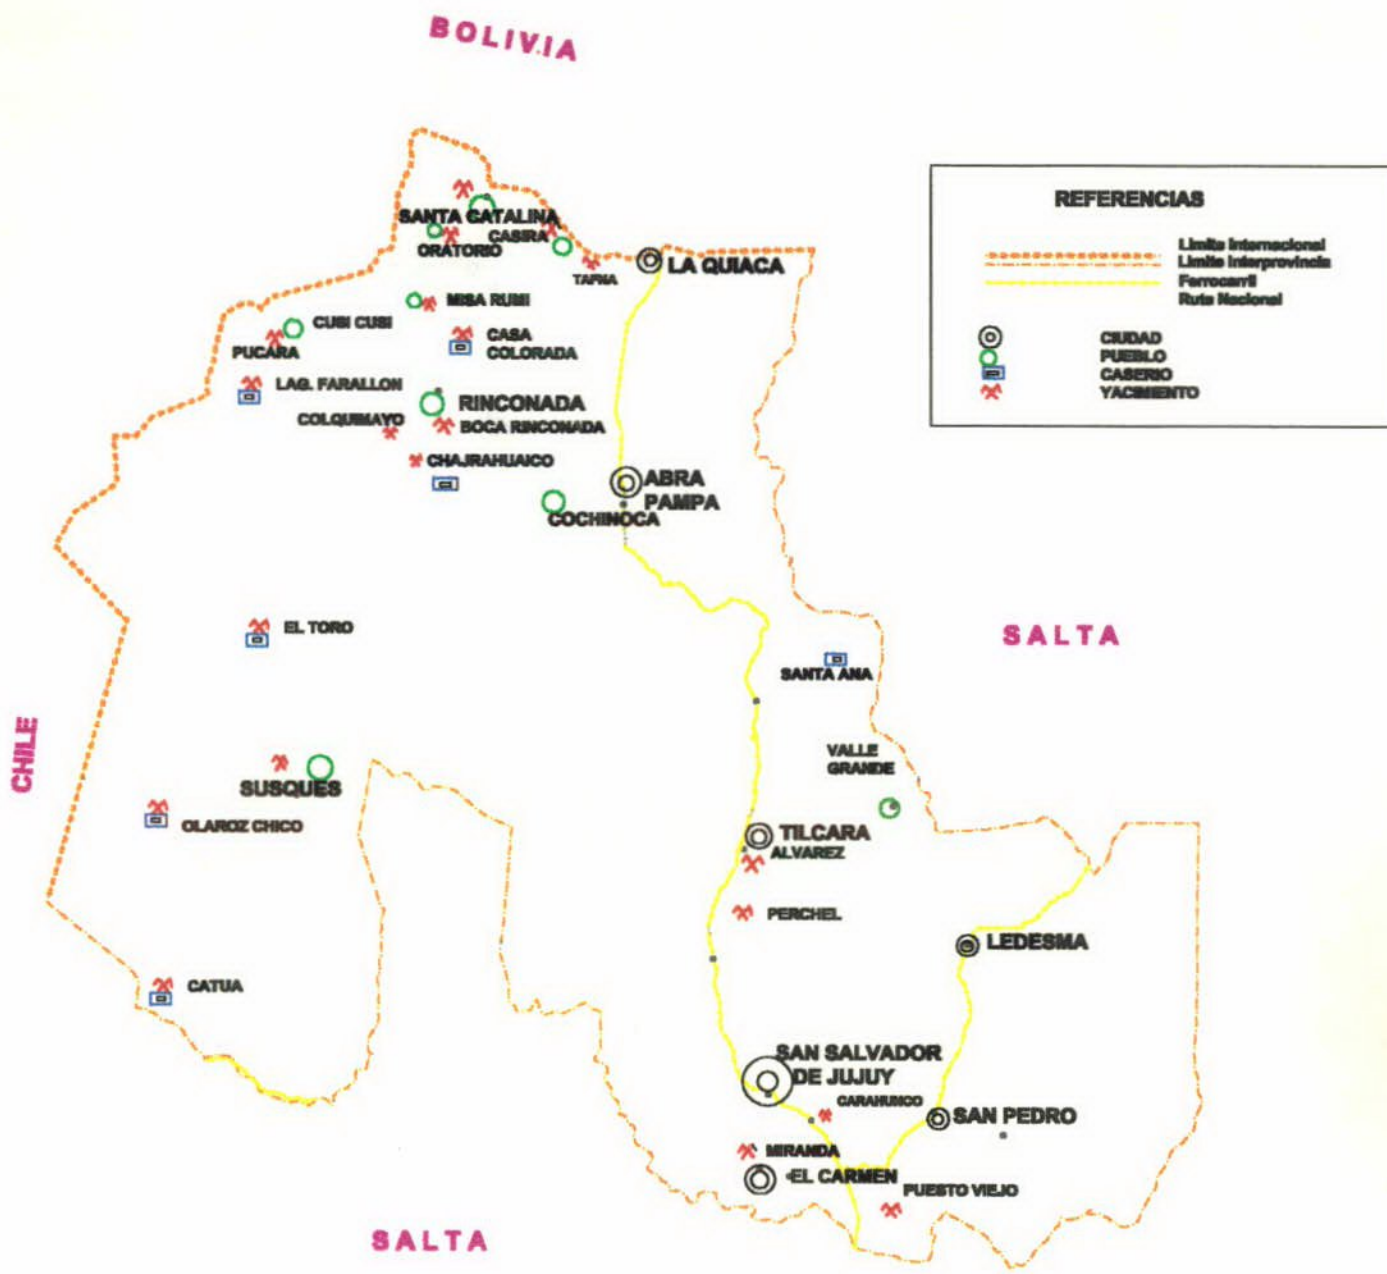 BOLIVIA
REFERENCIAS
Limite Internacional
Limite Interprovincia
Ferrocarril
Ruta Nacional
CIUDAD
PUEBLO
CASERIO
YACIMIENTO
SANTA CATALINA
CASIRA
ORATORIO
TAFNA
LA QUIACA
MISA RUMI
CUSI CUSI
PUCARA
CASA
COLORADA
LAG. FARALLON
RINCONADA
COLQUIMAYO
BOCA RINCONADA
CHAJRAHUAICO
ABRA
PAMPA
COCHINOCA
EL TORO
SALTA
SANTA ANA
CHILE
VALLE
GRANDE
SUSQUES
OLAROZ CHICO
TILCARA
ALVAREZ
PERCHEL
LEDESMA
CATUA
SAN SALVADOR
DE JUJUY
CARAHUNCO
SAN PEDRO
MIRANDA
EL CARMEN
PUESTO VIEJO
SALTA